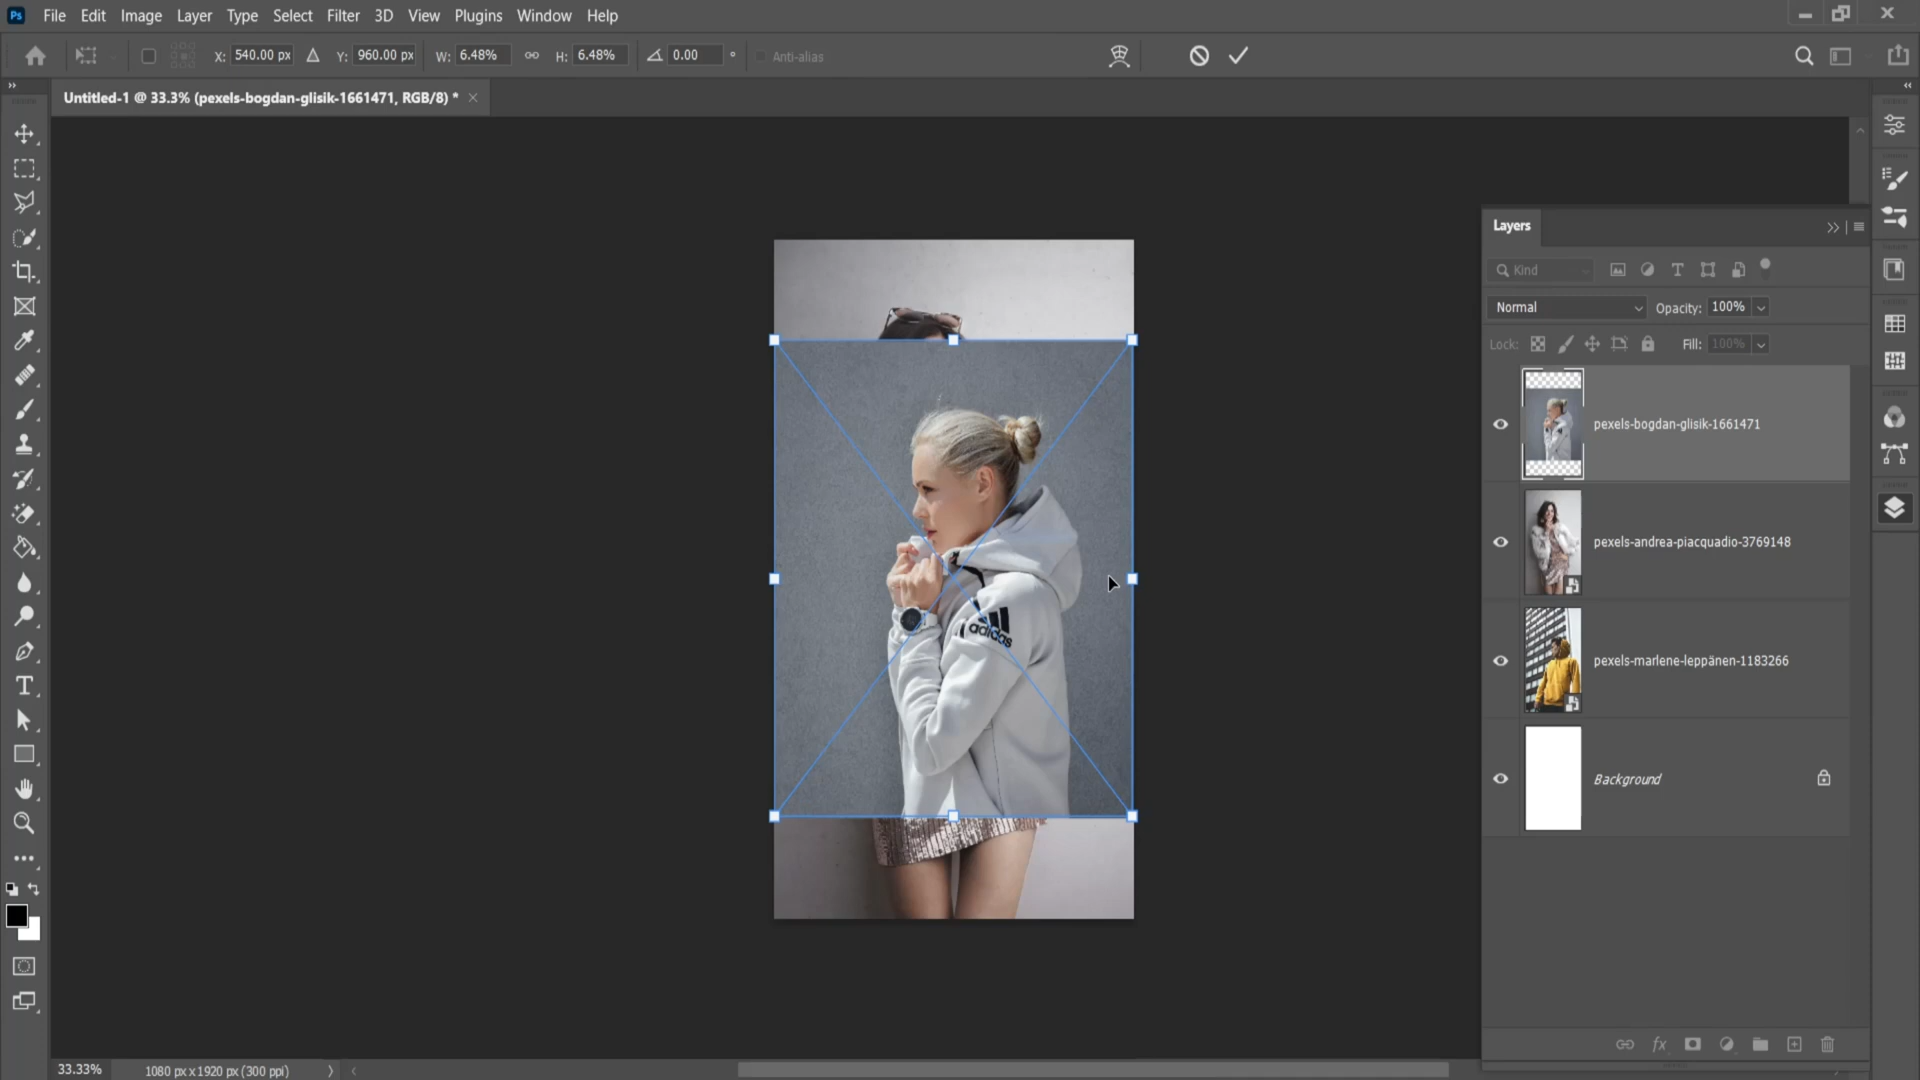 Ps File Edit Image Layer Type Select Filter 3D View Plugins Window Help
X: 540.00 px Y: 960.00 px W: 6.48% H: 6.48% 0.00 ° Anti-alias
Untitled-1 @ 33.3% (pexels-bogdan-glisik-1661471, RGB/8) * ×
Layers
Kind
Normal Opacity: 100%
Lock: Fill: 100%
pexels-bogdan-glisik-1661471
pexels-andrea-piacquadio-3769148
pexels-marlene-leppänen-1183266
Background
adidas
33.33% 1080 px x 1920 px (300 ppi)